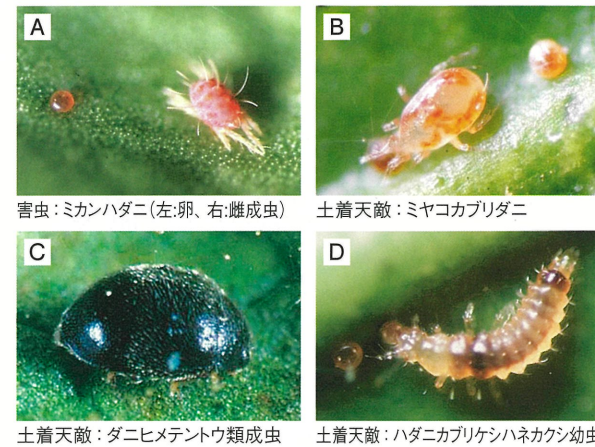 A
B
害虫：ミカンハダニ（左:卵、右:雌成虫）
土着天敵：ミヤコカブリダニ
C
D
土着天敵：ダニヒメテントウ類成虫
土着天敵：ハダニカブリケシハネカクシ幼虫